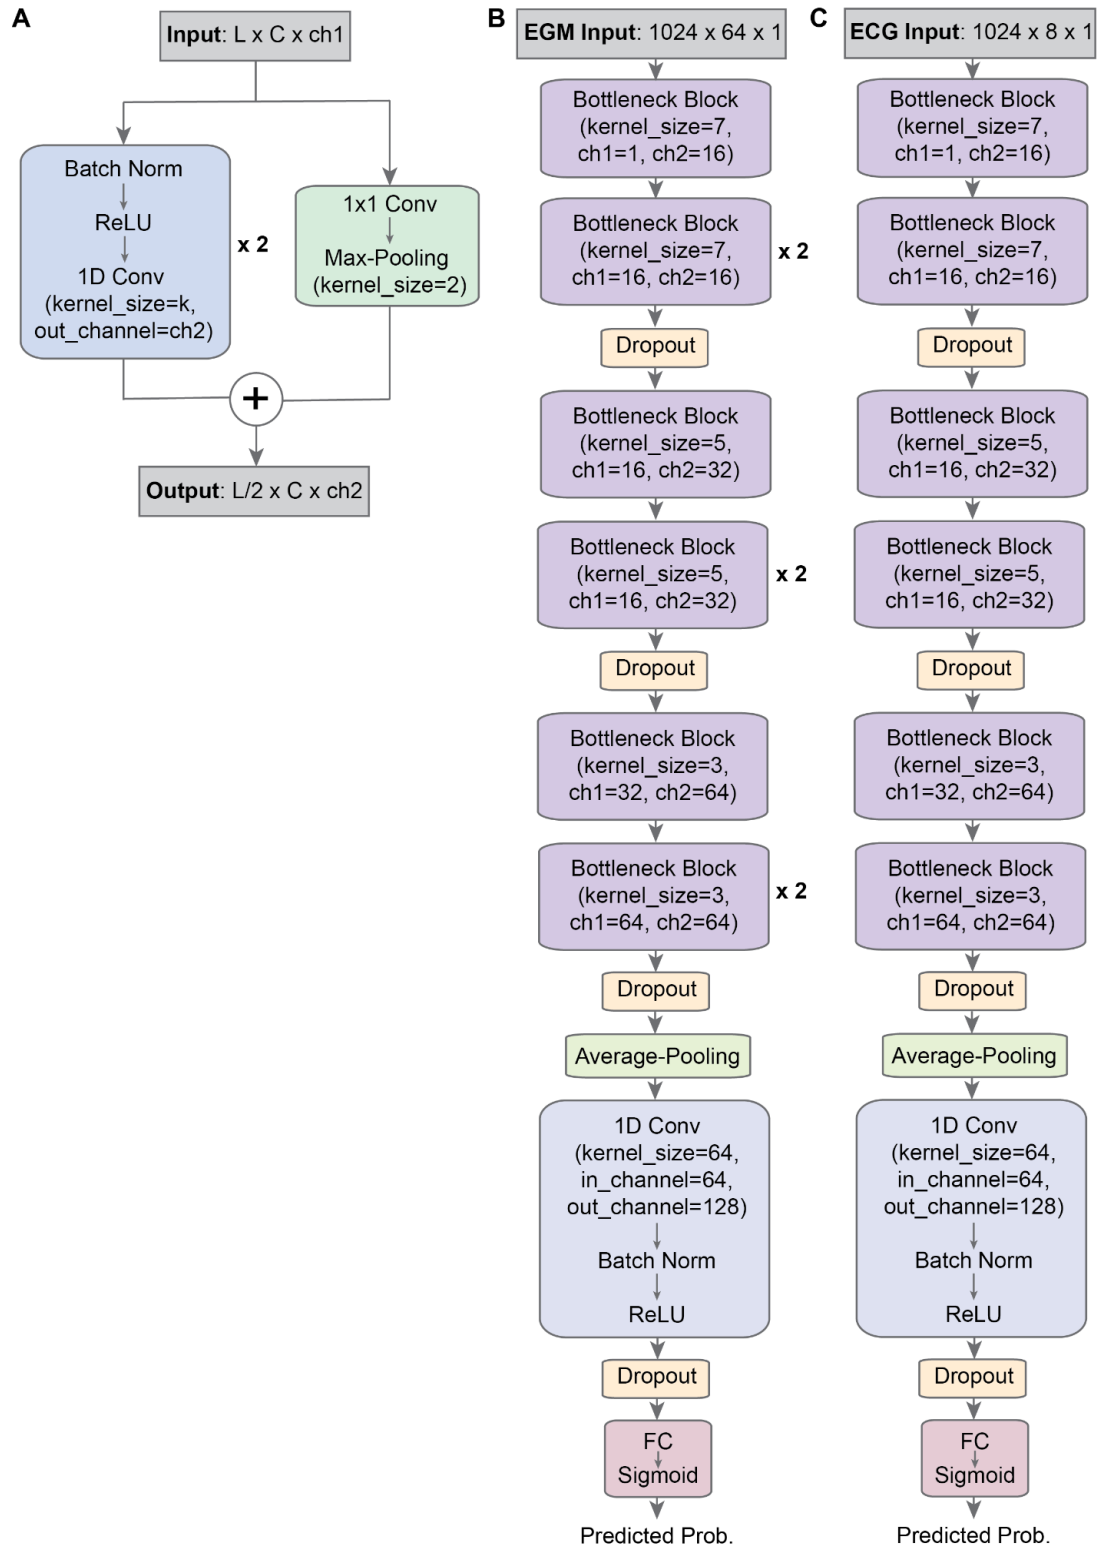 A
Input: L x C x ch1
Batch Norm
ReLU
1D Conv
(kernel_size=k,
out_channel=ch2)
x 2
1x1 Conv
Max-Pooling
(kernel_size=2)
+
Output: L/2 x C x ch2
B
EGM Input: 1024 x 64 x 1
Bottleneck Block
(kernel_size=7,
ch1=1, ch2=16)
Bottleneck Block
(kernel_size=7,
ch1=16, ch2=16)
x 2
Dropout
Bottleneck Block
(kernel_size=5,
ch1=16, ch2=32)
Bottleneck Block
(kernel_size=5,
ch1=16, ch2=32)
x 2
Dropout
Bottleneck Block
(kernel_size=3,
ch1=32, ch2=64)
Bottleneck Block
(kernel_size=3,
ch1=64, ch2=64)
x 2
Dropout
Average-Pooling
1D Conv
(kernel_size=64,
in_channel=64,
out_channel=128)
Batch Norm
ReLU
Dropout
FC
Sigmoid
Predicted Prob.
C
ECG Input: 1024 x 8 x 1
Bottleneck Block
(kernel_size=7,
ch1=1, ch2=16)
Bottleneck Block
(kernel_size=7,
ch1=16, ch2=16)
Dropout
Bottleneck Block
(kernel_size=5,
ch1=16, ch2=32)
Bottleneck Block
(kernel_size=5,
ch1=16, ch2=32)
Dropout
Bottleneck Block
(kernel_size=3,
ch1=32, ch2=64)
Bottleneck Block
(kernel_size=3,
ch1=64, ch2=64)
Dropout
Average-Pooling
1D Conv
(kernel_size=64,
in_channel=64,
out_channel=128)
Batch Norm
ReLU
Dropout
FC
Sigmoid
Predicted Prob.